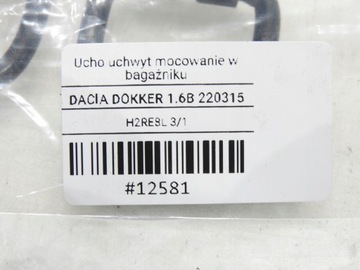 Ucho uchwyt mocowanie w
bagażniku
DACIA DOKKER 1.6B 220315
H2RE8L 3/1
#12581